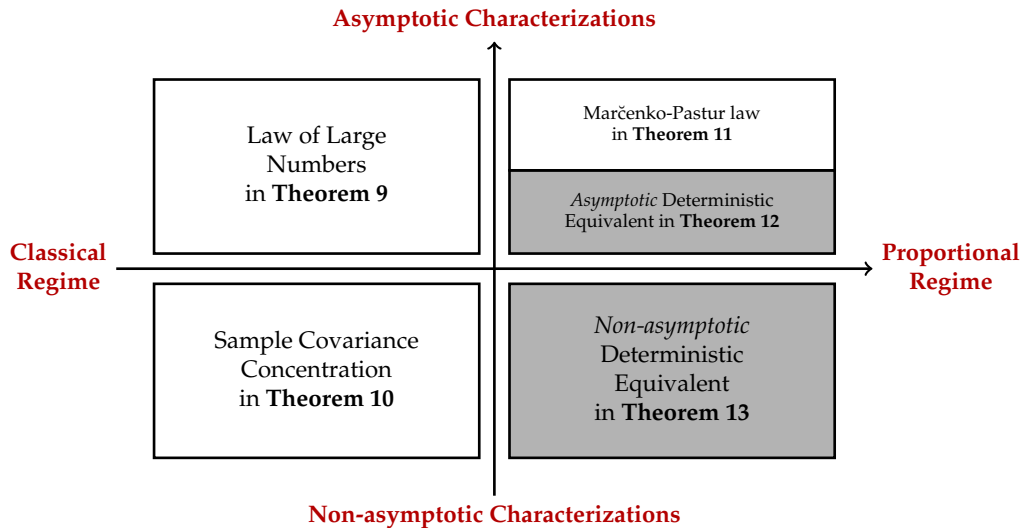 Asymptotic Characterizations
Law of Large
Numbers
in Theorem 9
Marčenko-Pastur law
in Theorem 11
Asymptotic Deterministic
Equivalent in Theorem 12
Classical
Regime
Proportional
Regime
Sample Covariance
Concentration
in Theorem 10
Non-asymptotic
Deterministic
Equivalent
in Theorem 13
Non-asymptotic Characterizations